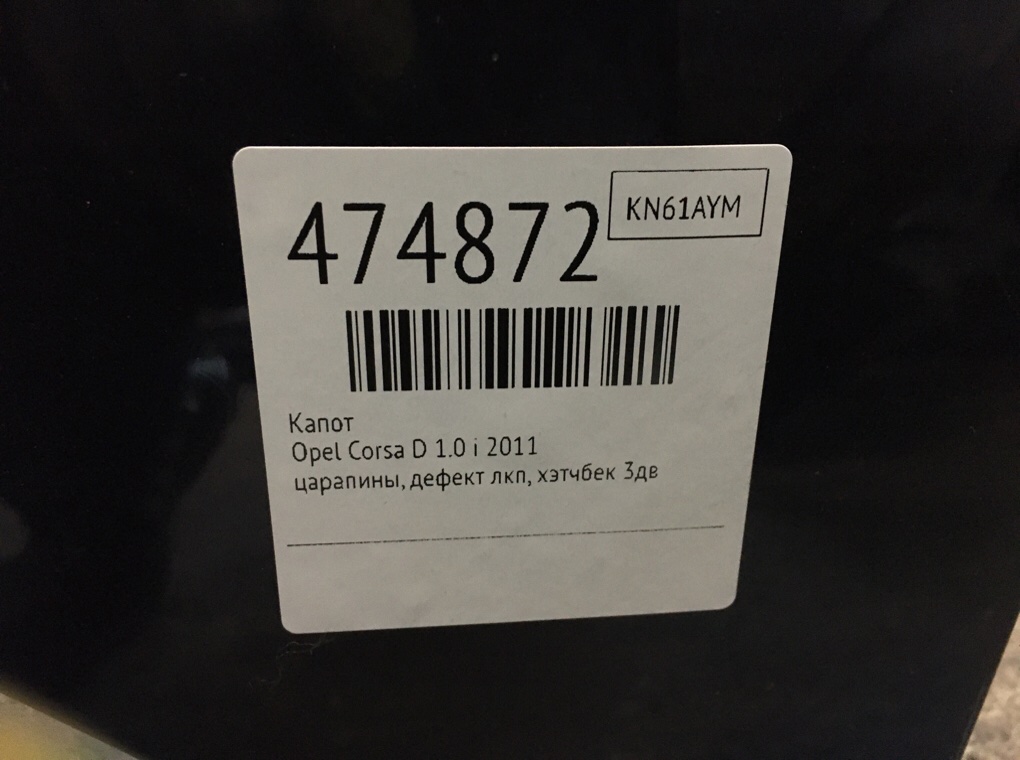 474872
KN61AYM
Капот
Opel Corsa D 1.0 i 2011
царапины, дефект лкп, хэтчбек 3дв